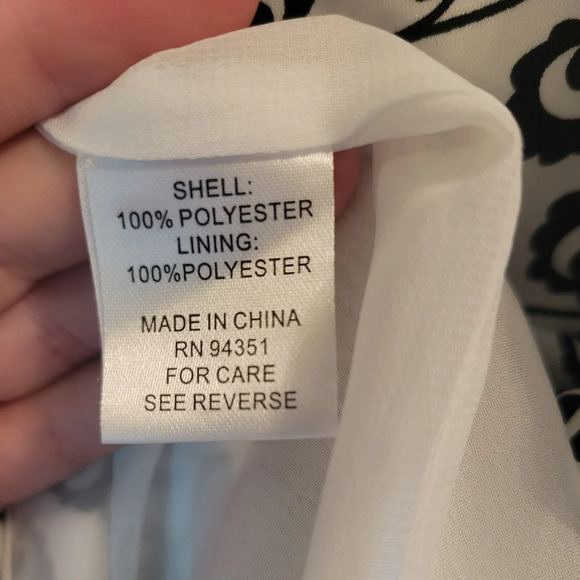 SHELL:
100% POLYESTER
LINING:
100%POLYESTER
MADE IN CHINA
RN 94351
FOR CARE
SEE REVERSE